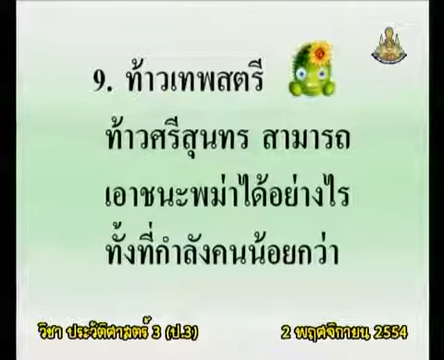 9. ท้าวเทพสตรี
ท้าวศรีสุนทร สามารถ
เอาชนะพม่าได้อย่างไร
ทั้งที่กำลังคนน้อยกว่า
วิชา ประวัติศาสตร์ 3 (ป.3)
2 พฤศจิกายน 2554